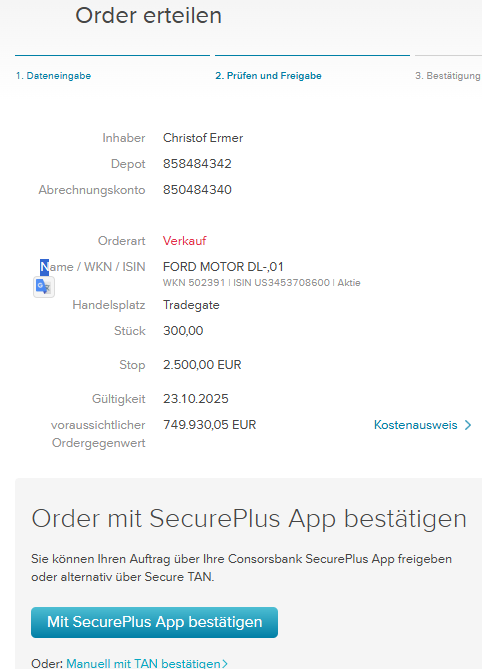 Order erteilen
1. Dateneingabe
2. Prüfen und Freigabe
3. Bestätigung
Inhaber Christof Ermer
Depot 858484342
Abrechnungskonto 850484340
Orderart Verkauf
Name / WKN / ISIN FORD MOTOR DL-,01
WKN 502391 | ISIN US3453708600 | Aktie
Handelsplatz Tradegate
Stück 300,00
Stop 2.500,00 EUR
Gültigkeit 23.10.2025
voraussichtlicher 749.930,05 EUR Kostenausweis
Ordergegenwert
Order mit SecurePlus App bestätigen
Sie können Ihren Auftrag über Ihre Consorsbank SecurePlus App freigeben
oder alternativ über Secure TAN.
Mit SecurePlus App bestätigen
Oder: Manuell mit TAN bestätigen